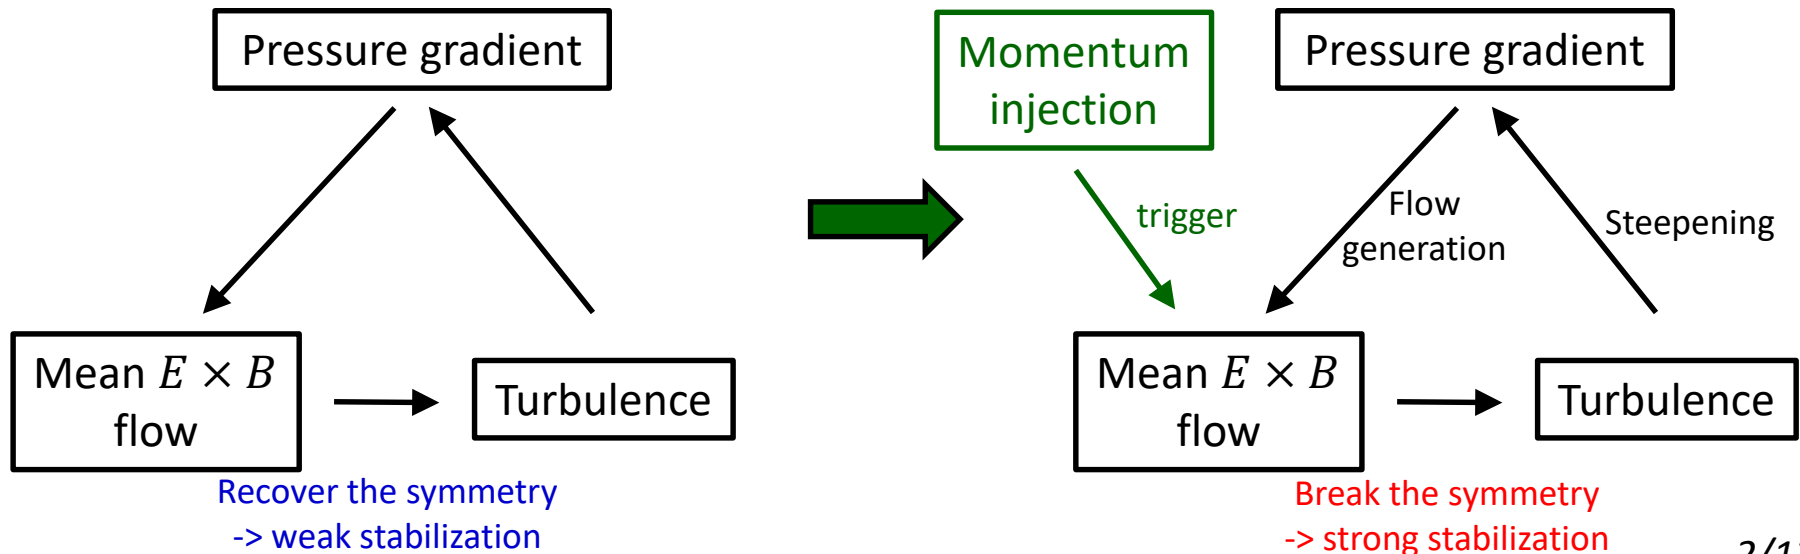 Pressure gradient
Mean E × B
flow
Turbulence
Recover the symmetry
-> weak stabilization
Momentum
injection
Pressure gradient
trigger
Flow
generation
Steepening
Mean E × B
flow
Turbulence
Break the symmetry
-> strong stabilization